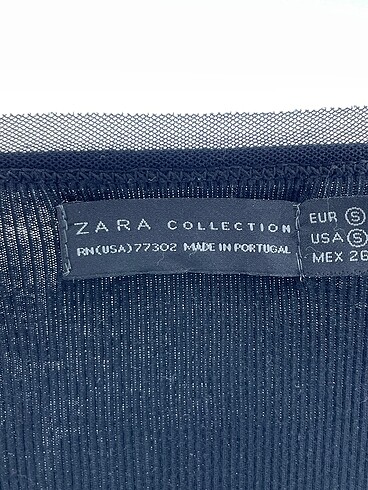 ZARA COLLECTION
RN(USA)77302 MADE IN PORTUGAL
EUR S
USA S
MEX 26